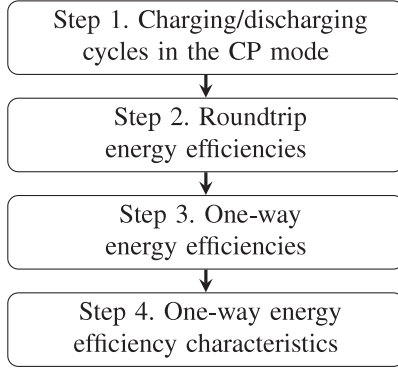 Step 1. Charging/discharging
cycles in the CP mode
Step 2. Roundtrip
energy efficiencies
Step 3. One-way
energy efficiencies
Step 4. One-way energy
efficiency characteristics